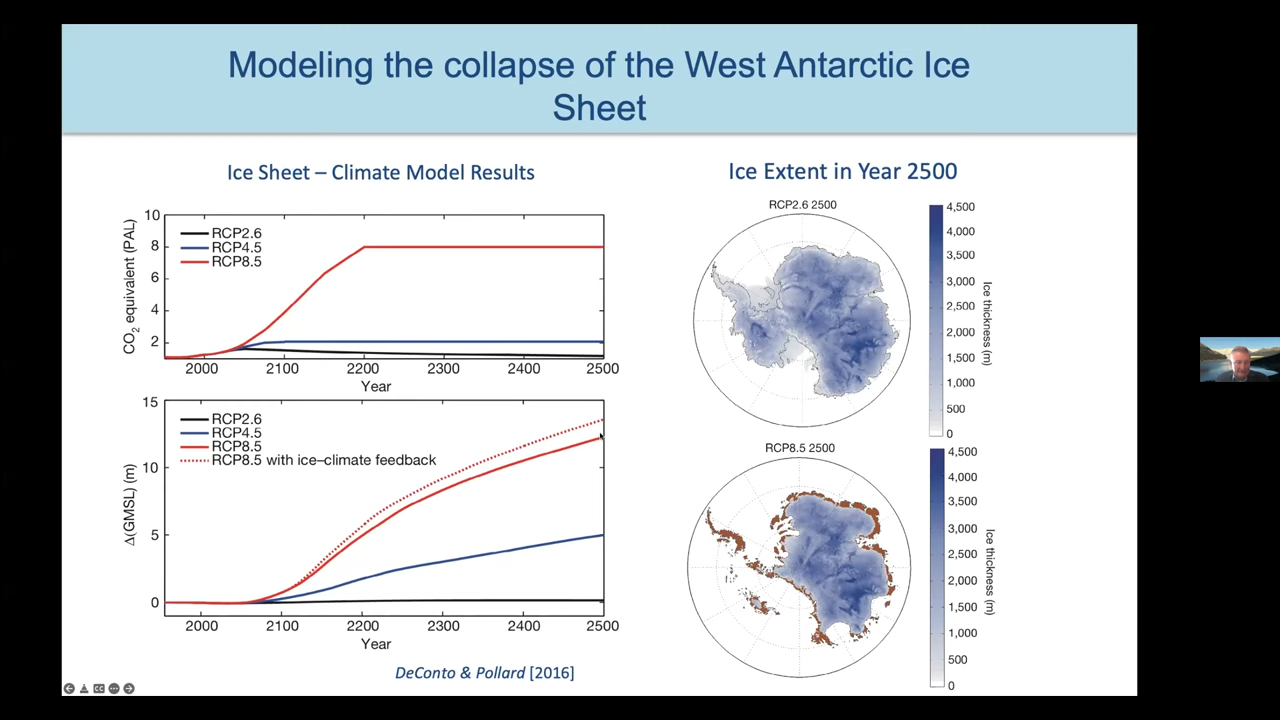 Modeling the collapse of the West Antarctic Ice
Sheet
Ice Sheet – Climate Model Results
10
8
6
4
2
CO2 equivalent (PAL)
RCP2.6
RCP4.5
RCP8.5
2000 2100 2200 2300 2400 2500
Year
15
10
5
0
Δ(GMSL) (m)
RCP2.6
RCP4.5
RCP8.5
RCP8.5 with ice–climate feedback
2000 2100 2200 2300 2400 2500
Year
DeConto & Pollard [2016]
Ice Extent in Year 2500
RCP2.6 2500
4,500
4,000
3,500
3,000
2,500
2,000
1,500
1,000
500
0
Ice thickness (m)
RCP8.5 2500
4,500
4,000
3,500
3,000
2,500
2,000
1,500
1,000
500
0
Ice thickness (m)